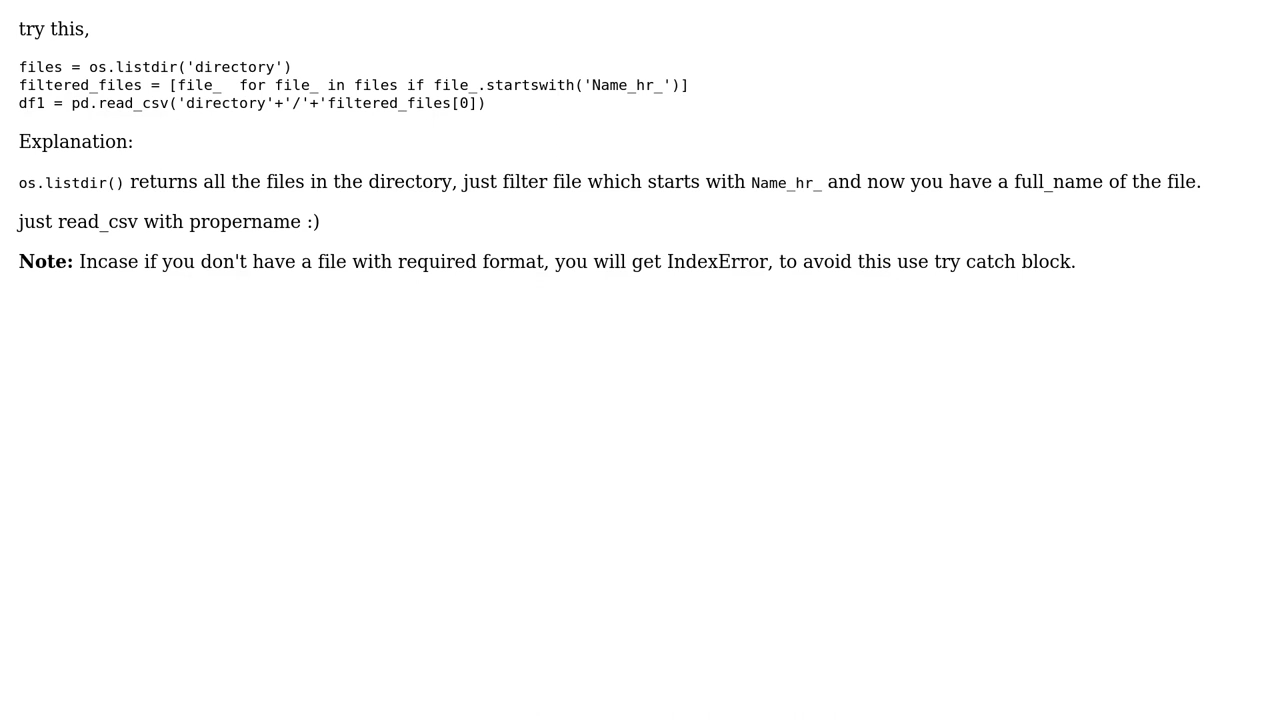 try this,
files = os.listdir('directory')
filtered_files = [file_  for file_ in files if file_.startswith('Name_hr_')]
df1 = pd.read_csv('directory'+'/'+'filtered_files[0])
Explanation:
os.listdir() returns all the files in the directory, just filter file which starts with Name_hr_ and now you have a full_name of the file.
just read_csv with propername :)
Note: Incase if you don't have a file with required format, you will get IndexError, to avoid this use try catch block.